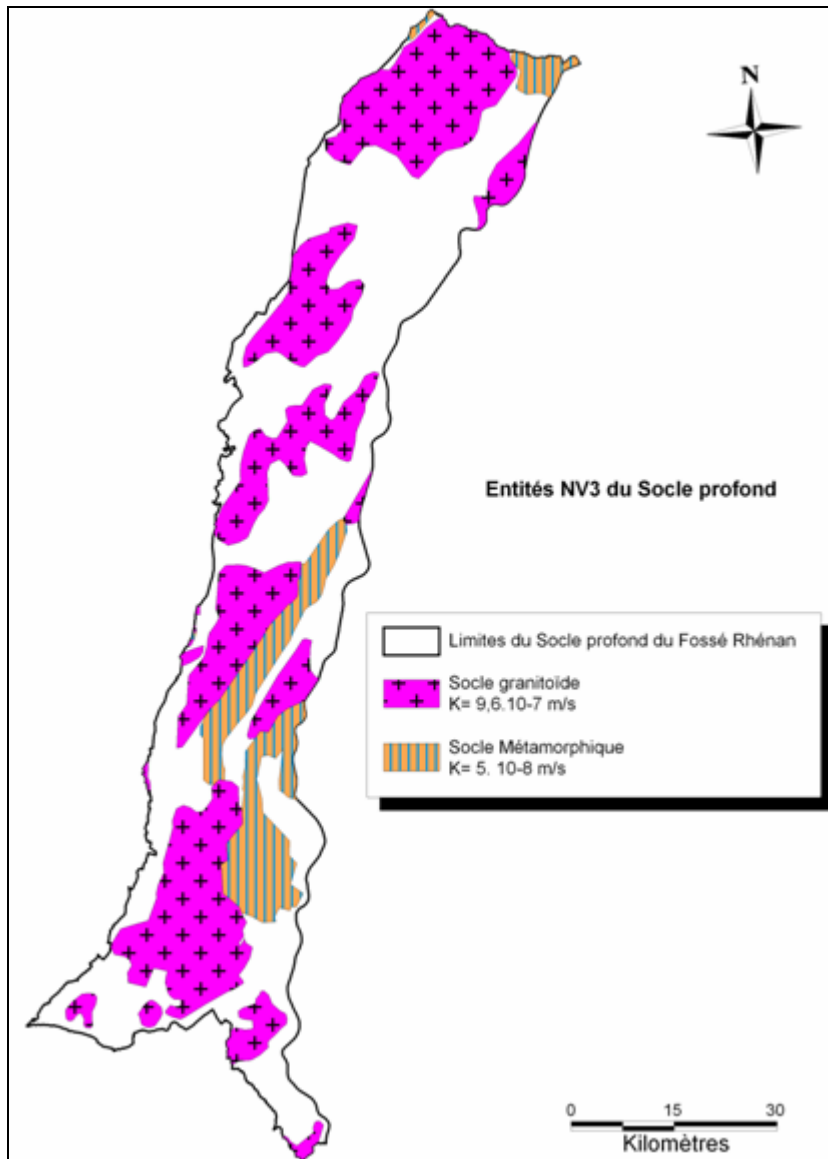 N
Entités NV3 du Socle profond
Limites du Socle profond du Fossé Rhénan
Socle granitoïde
K= 9,6.10-7 m/s
Socle Métamorphique
K= 5. 10-8 m/s
0 15 30
Kilomètres